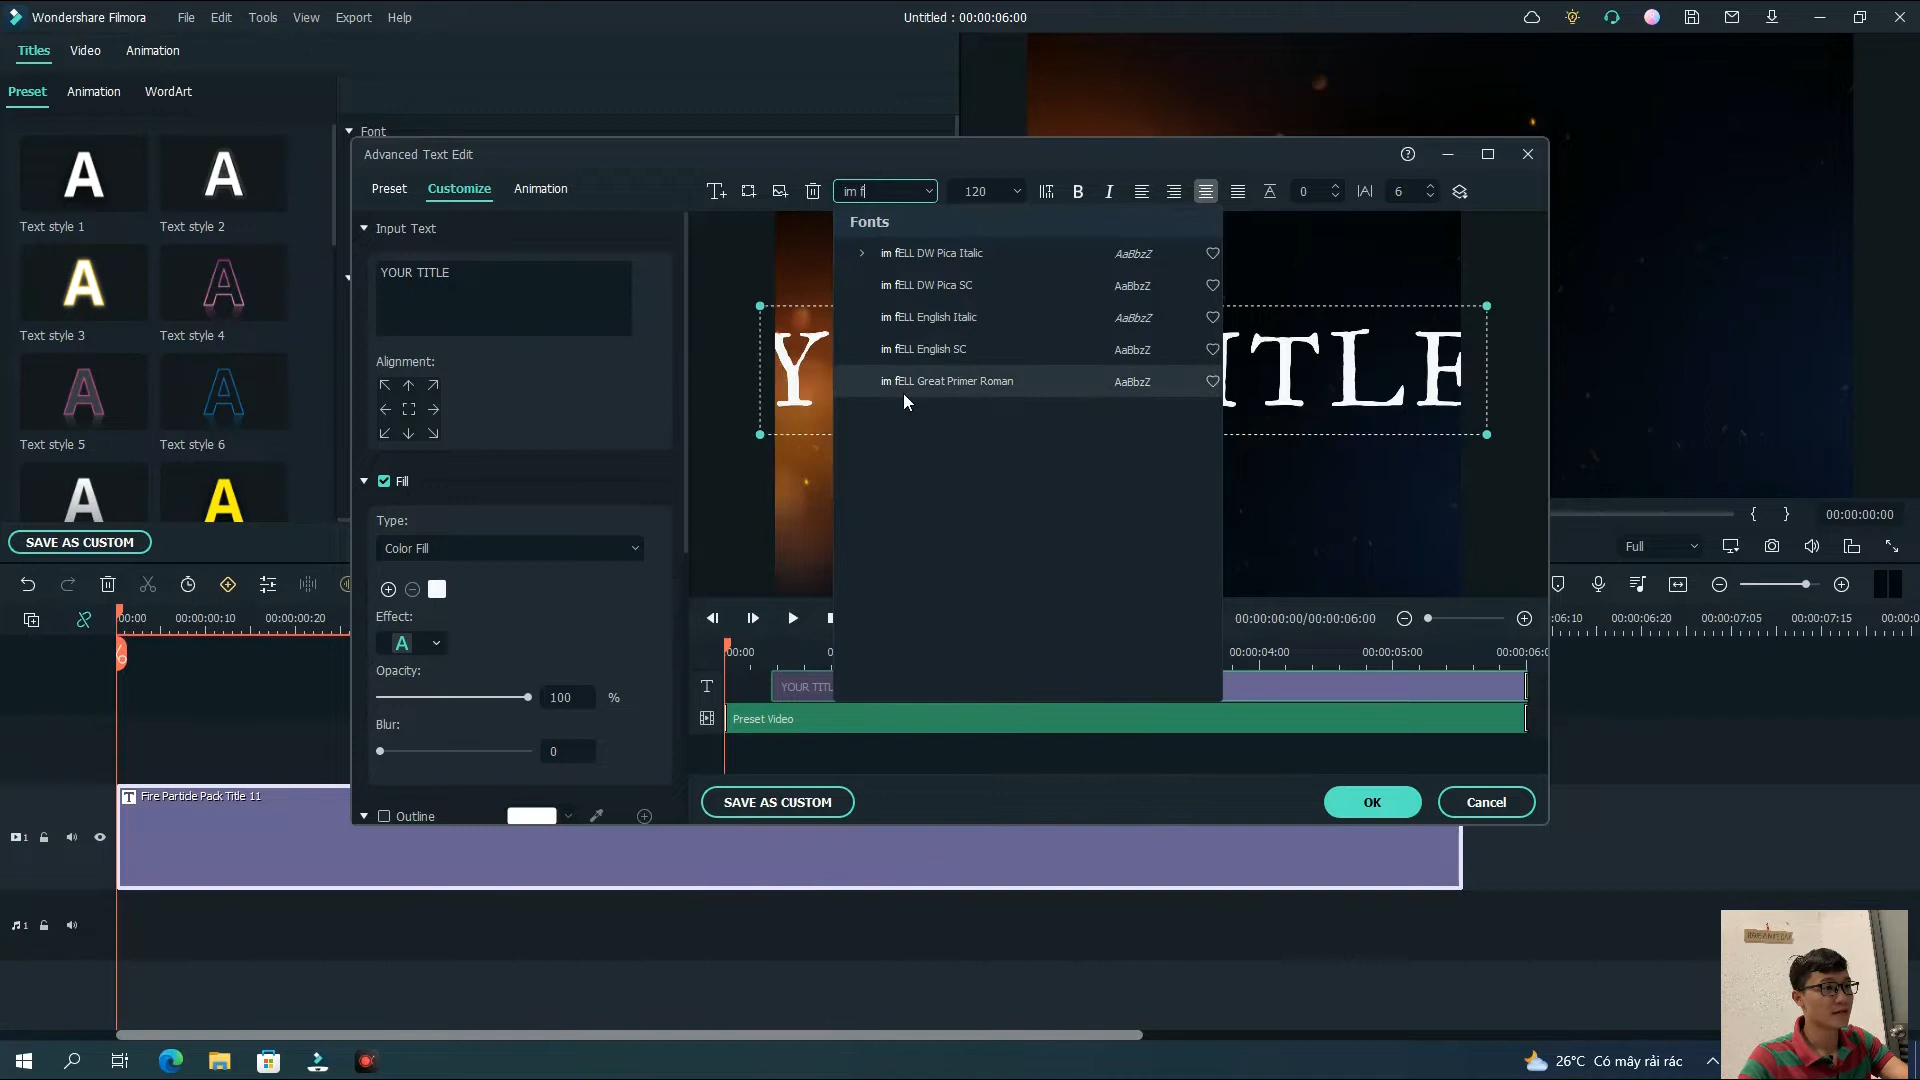 Wondershare Filmora File Edit Tools View Export Help Untitled : 00:00:06:00
Titles Video Animation
Preset Animation WordArt
Font
Text style 1 Text style 2
Text style 3 Text style 4
Text style 5 Text style 6
SAVE AS CUSTOM
Advanced Text Edit
Preset Customize Animation
im f 120 B I 0 6
Input Text
YOUR TITLE
Alignment:
Fill
Type:
Color Fill
Effect:
Opacity:
100 %
Blur:
0
Outline
Fonts
im fELL DW Pica Italic AaBbzZ
im fELL DW Pica SC AaBbzZ
im fELL English Italic AaBbzZ
im fELL English SC AaBbzZ
im fELL Great Primer Roman AaBbzZ
Y ITLE
00:00:00:00/00:00:06:00
00:00 00:00:04:00 00:00:05:00
YOUR TITL
Preset Video
SAVE AS CUSTOM OK Cancel
00:00:00:00
Full
00:00 00:00:00:10 00:00:00:20 00:00:06:20 00:00:07:05 00:00:07:15
Fire Particle Pack Title 11
1
1
26°C Có mây rải rác